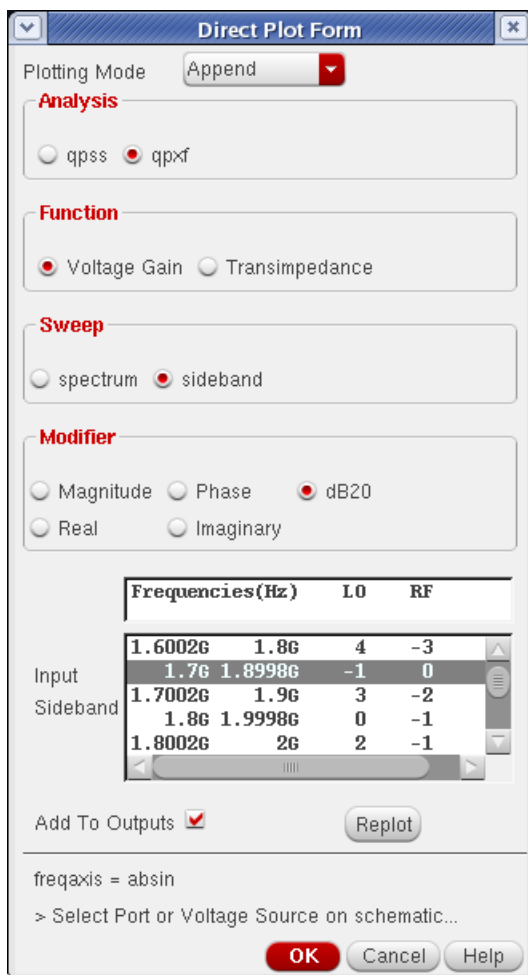 Direct Plot Form
Plotting Mode Append
Analysis
qpss qpxf
Function
Voltage Gain Transimpedance
Sweep
spectrum sideband
Modifier
Magnitude Phase dB20
Real Imaginary
Frequencies(Hz) LO RF
Input
Sideband
1.6002G 1.8G 4 -3
1.7G 1.8998G -1 0
1.7002G 1.9G 3 -2
1.8G 1.9998G 0 -1
1.8002G 2G 2 -1
Add To Outputs Replot
freqaxis = absin
> Select Port or Voltage Source on schematic...
OK Cancel Help